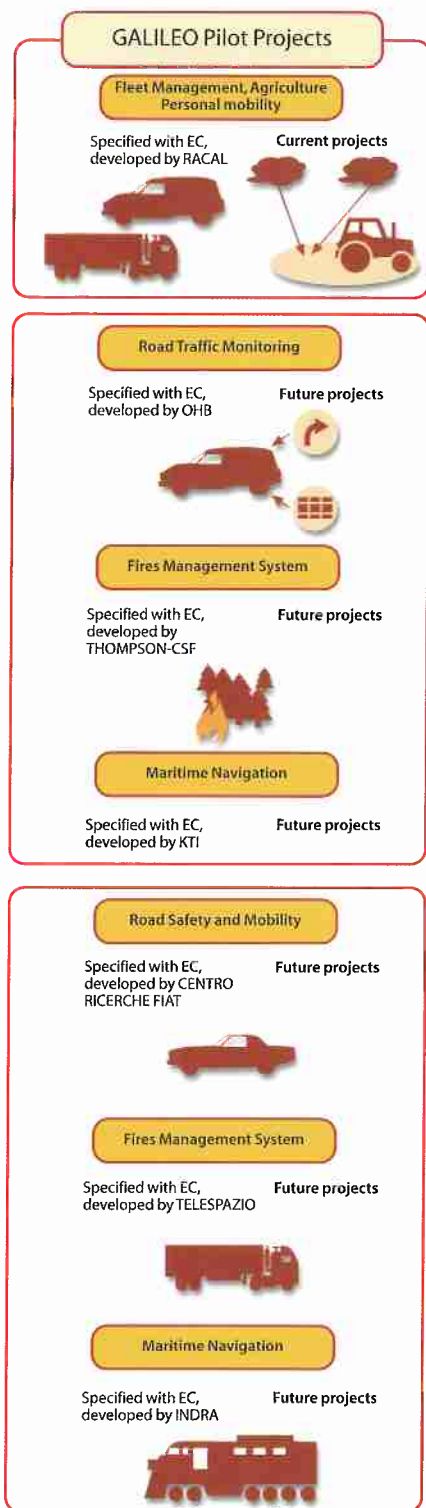 GALILEO Pilot Projects
Fleet Management, Agriculture
Personal mobility
Specified with EC,
developed by RACAL
Current projects
Road Traffic Monitoring
Specified with EC,
developed by OHB
Future projects
Fires Management System
Specified with EC,
developed by
THOMPSON-CSF
Future projects
Maritime Navigation
Specified with EC,
developed by KTI
Future projects
Road Safety and Mobility
Specified with EC,
developed by CENTRO
RICERCHE FIAT
Future projects
Fires Management System
Specified with EC,
developed by TELESPAZIO
Future projects
Maritime Navigation
Specified with EC,
developed by INDRA
Future projects